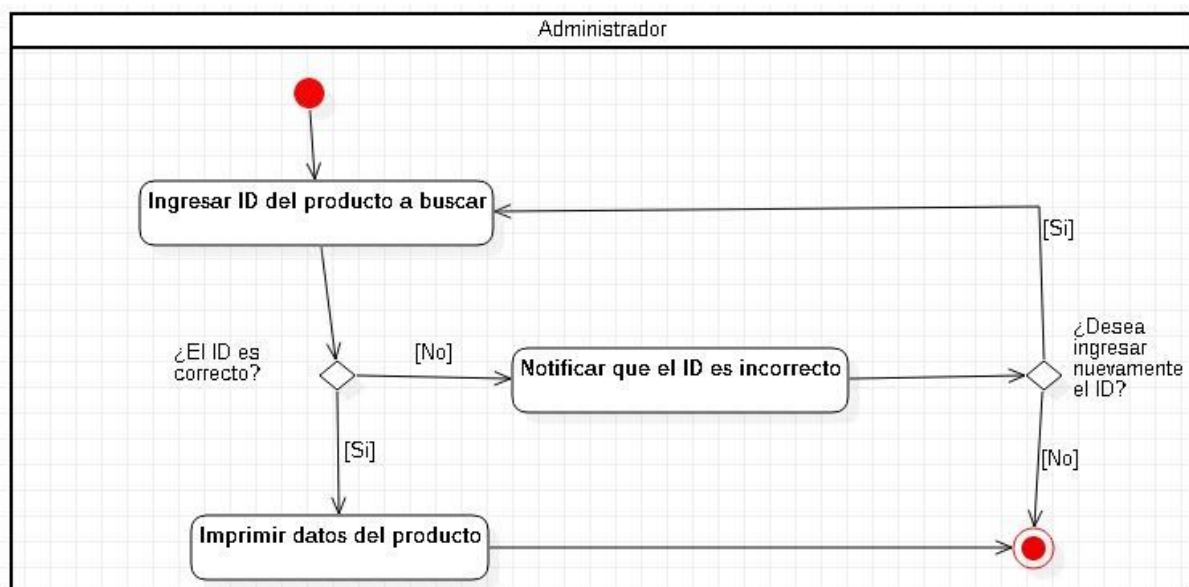 Administrador
Ingresar ID del producto a buscar
[Si]
¿El ID es
correcto?
[No]
Notificar que el ID es incorrecto
¿Desea
ingresar
nuevamente
el ID?
[Si]
[No]
Imprimir datos del producto